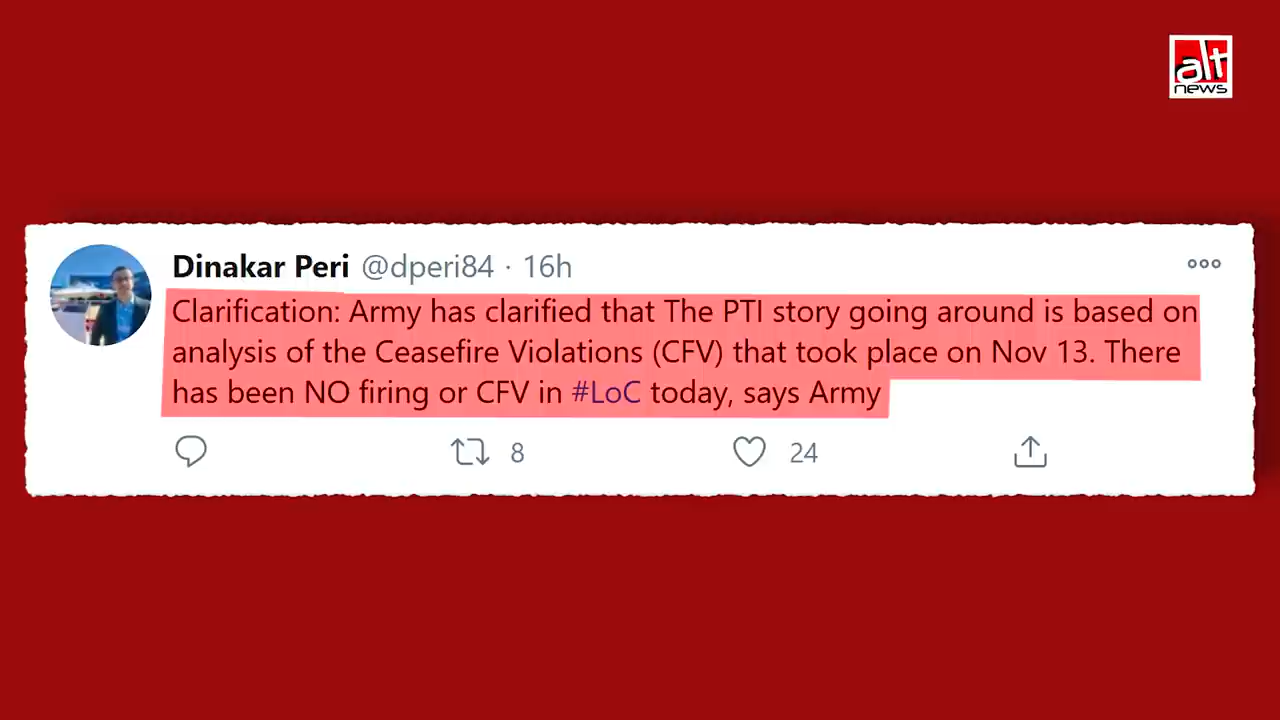 alt
news
Dinakar Peri @dperi84 · 16h
Clarification: Army has clarified that The PTI story going around is based on
analysis of the Ceasefire Violations (CFV) that took place on Nov 13. There
has been NO firing or CFV in #LoC today, says Army
8 24